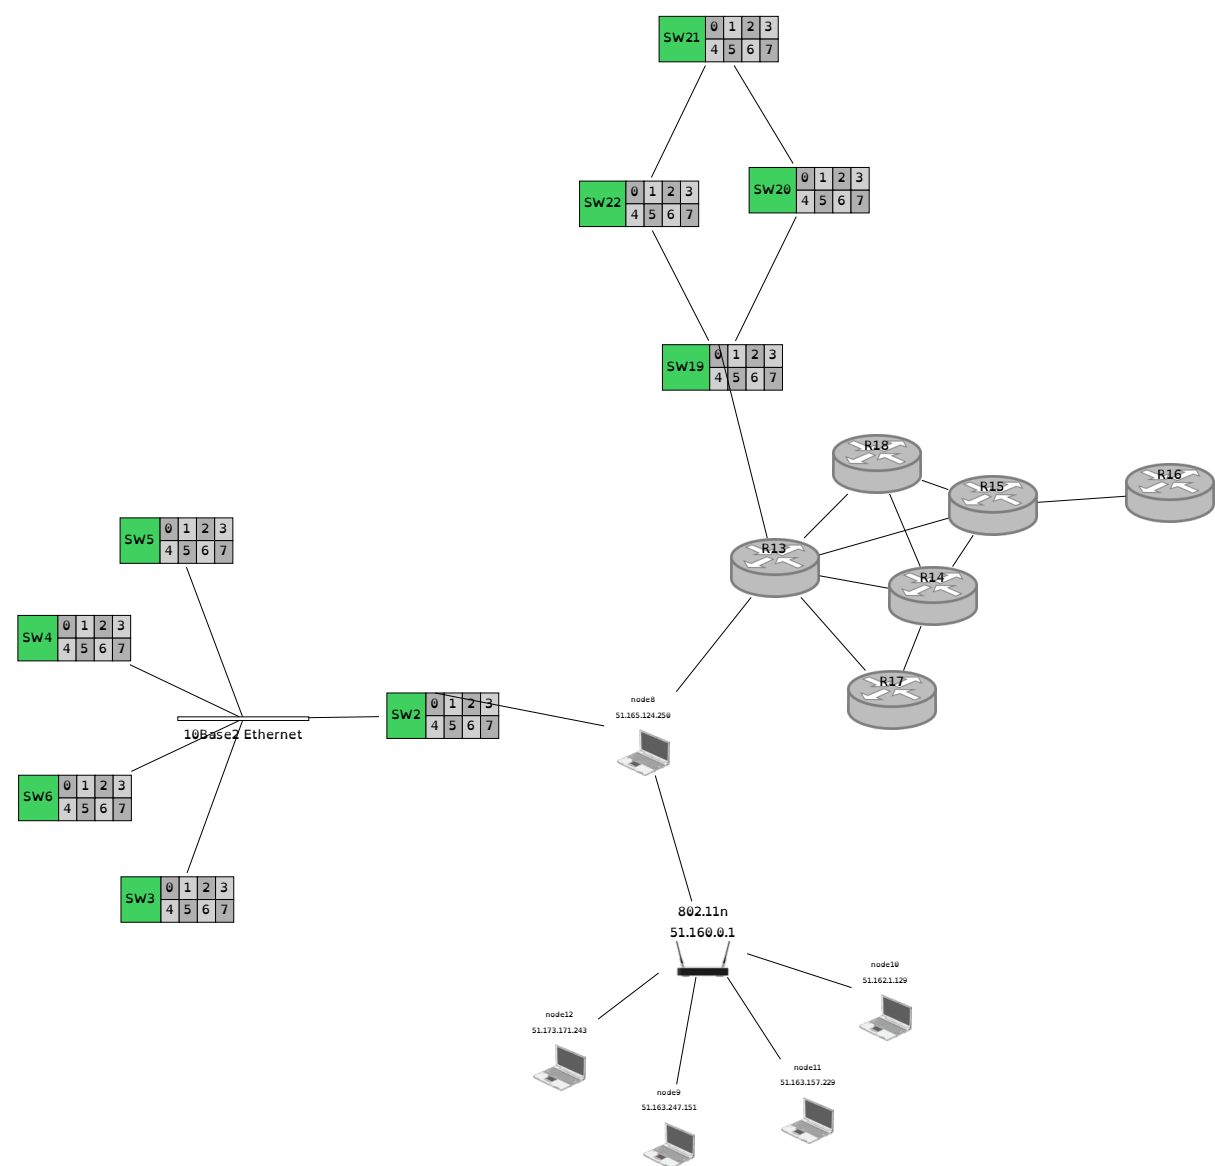 SW21
0 1 2 3
4 5 6 7
SW22
0 1 2 3
4 5 6 7
SW20
0 1 2 3
4 5 6 7
SW19
0 1 2 3
4 5 6 7
R18
R15
R16
R13
R14
R17
SW5
0 1 2 3
4 5 6 7
SW4
0 1 2 3
4 5 6 7
10Base2 Ethernet
SW2
0 1 2 3
4 5 6 7
node8
51.165.124.250
SW6
0 1 2 3
4 5 6 7
SW3
0 1 2 3
4 5 6 7
802.11n
51.160.0.1
node10
51.162.1.129
node12
51.173.171.243
node11
51.163.157.229
node9
51.163.247.151